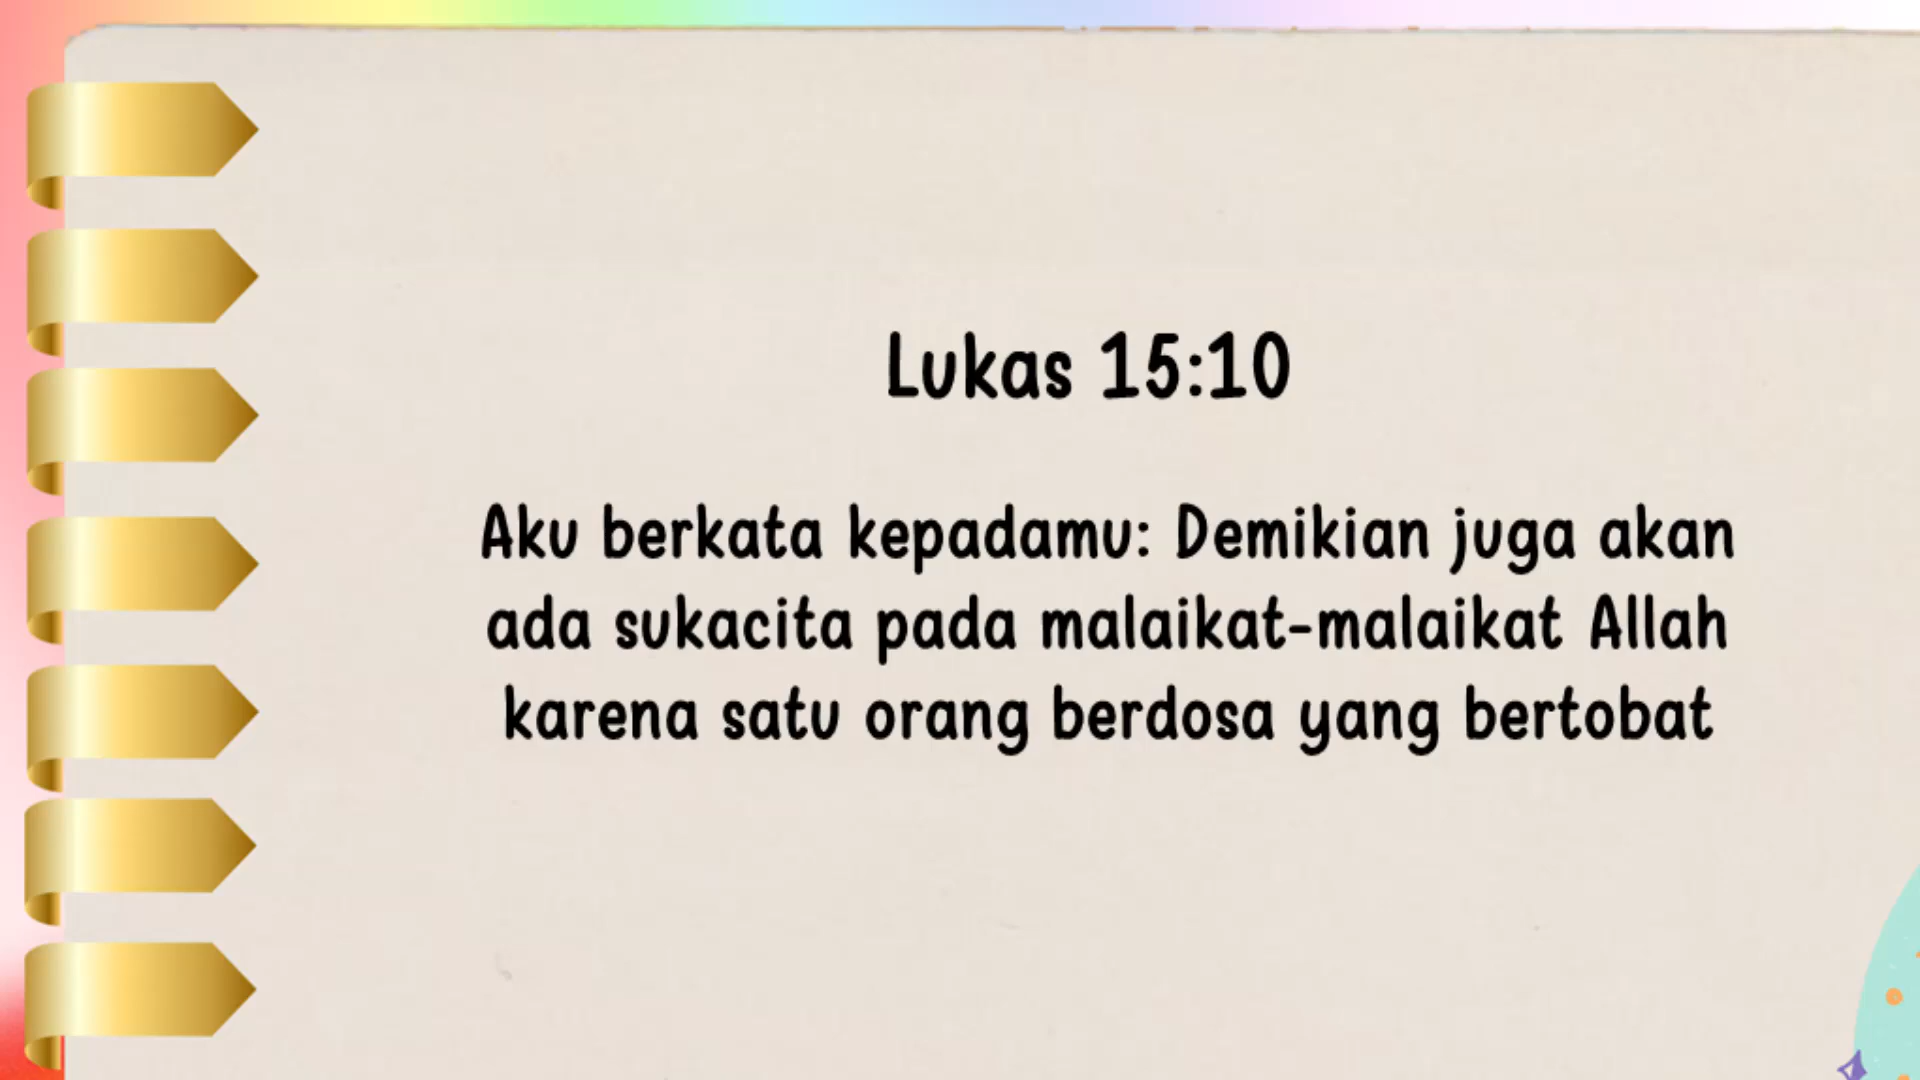 Lukas 15:10
Aku berkata kepadamu: Demikian juga akan
ada sukacita pada malaikat-malaikat Allah
karena satu orang berdosa yang bertobat